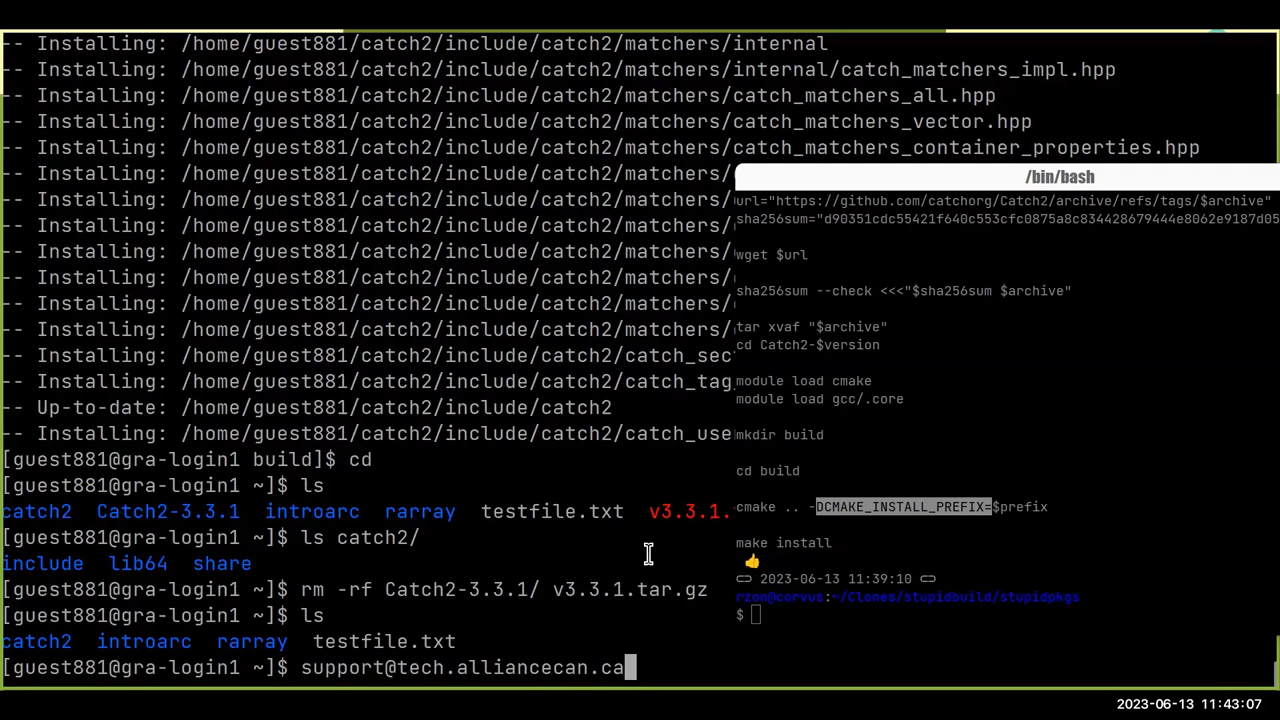 -- Installing: /home/guest881/catch2/include/catch2/matchers/internal
-- Installing: /home/guest881/catch2/include/catch2/matchers/internal/catch_matchers_impl.hpp
-- Installing: /home/guest881/catch2/include/catch2/matchers/catch_matchers_all.hpp
-- Installing: /home/guest881/catch2/include/catch2/matchers/catch_matchers_vector.hpp
-- Installing: /home/guest881/catch2/include/catch2/matchers/catch_matchers_container_properties.hpp
-- Installing: /home/guest881/catch2/include/catch2/matchers/
-- Installing: /home/guest881/catch2/include/catch2/matchers/
-- Installing: /home/guest881/catch2/include/catch2/matchers/
-- Installing: /home/guest881/catch2/include/catch2/matchers/
-- Installing: /home/guest881/catch2/include/catch2/matchers/
-- Installing: /home/guest881/catch2/include/catch2/matchers/
-- Installing: /home/guest881/catch2/include/catch2/matchers/
-- Installing: /home/guest881/catch2/include/catch2/catch_sec
-- Installing: /home/guest881/catch2/include/catch2/catch_tag
-- Up-to-date: /home/guest881/catch2/include/catch2
-- Installing: /home/guest881/catch2/include/catch2/catch_use
[guest881@gra-login1 build]$ cd
[guest881@gra-login1 ~]$ ls
catch2 Catch2-3.3.1 introarc rarray testfile.txt v3.3.1.
[guest881@gra-login1 ~]$ ls catch2/
include lib64 share
[guest881@gra-login1 ~]$ rm -rf Catch2-3.3.1/ v3.3.1.tar.gz
[guest881@gra-login1 ~]$ ls
catch2 introarc rarray testfile.txt
[guest881@gra-login1 ~]$ support@tech.alliancecan.ca
/bin/bash
url="https://github.com/catchorg/Catch2/archive/refs/tags/$archive"
sha256sum="d90351cdc55421f640c553cfc0875a8c834428679444e8062e9187d05
wget $url
sha256sum --check <<<"$sha256sum $archive"
tar xvaf "$archive"
cd Catch2-$version
module load cmake
module load gcc/.core
mkdir build
cd build
cmake .. -DCMAKE_INSTALL_PREFIX=$prefix
make install
👍
2023-06-13 11:39:10
rzon@corvus:~/Clones/stupidbuild/stupidpkgs
$
2023-06-13 11:43:07